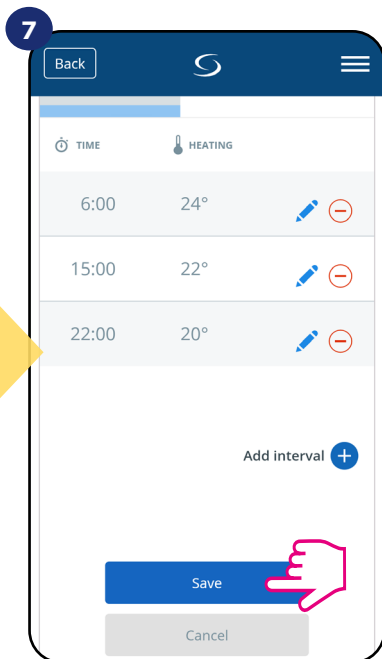 7
Back
TIME HEATING
6:00 24°
15:00 22°
22:00 20°
Add interval
Save
Cancel